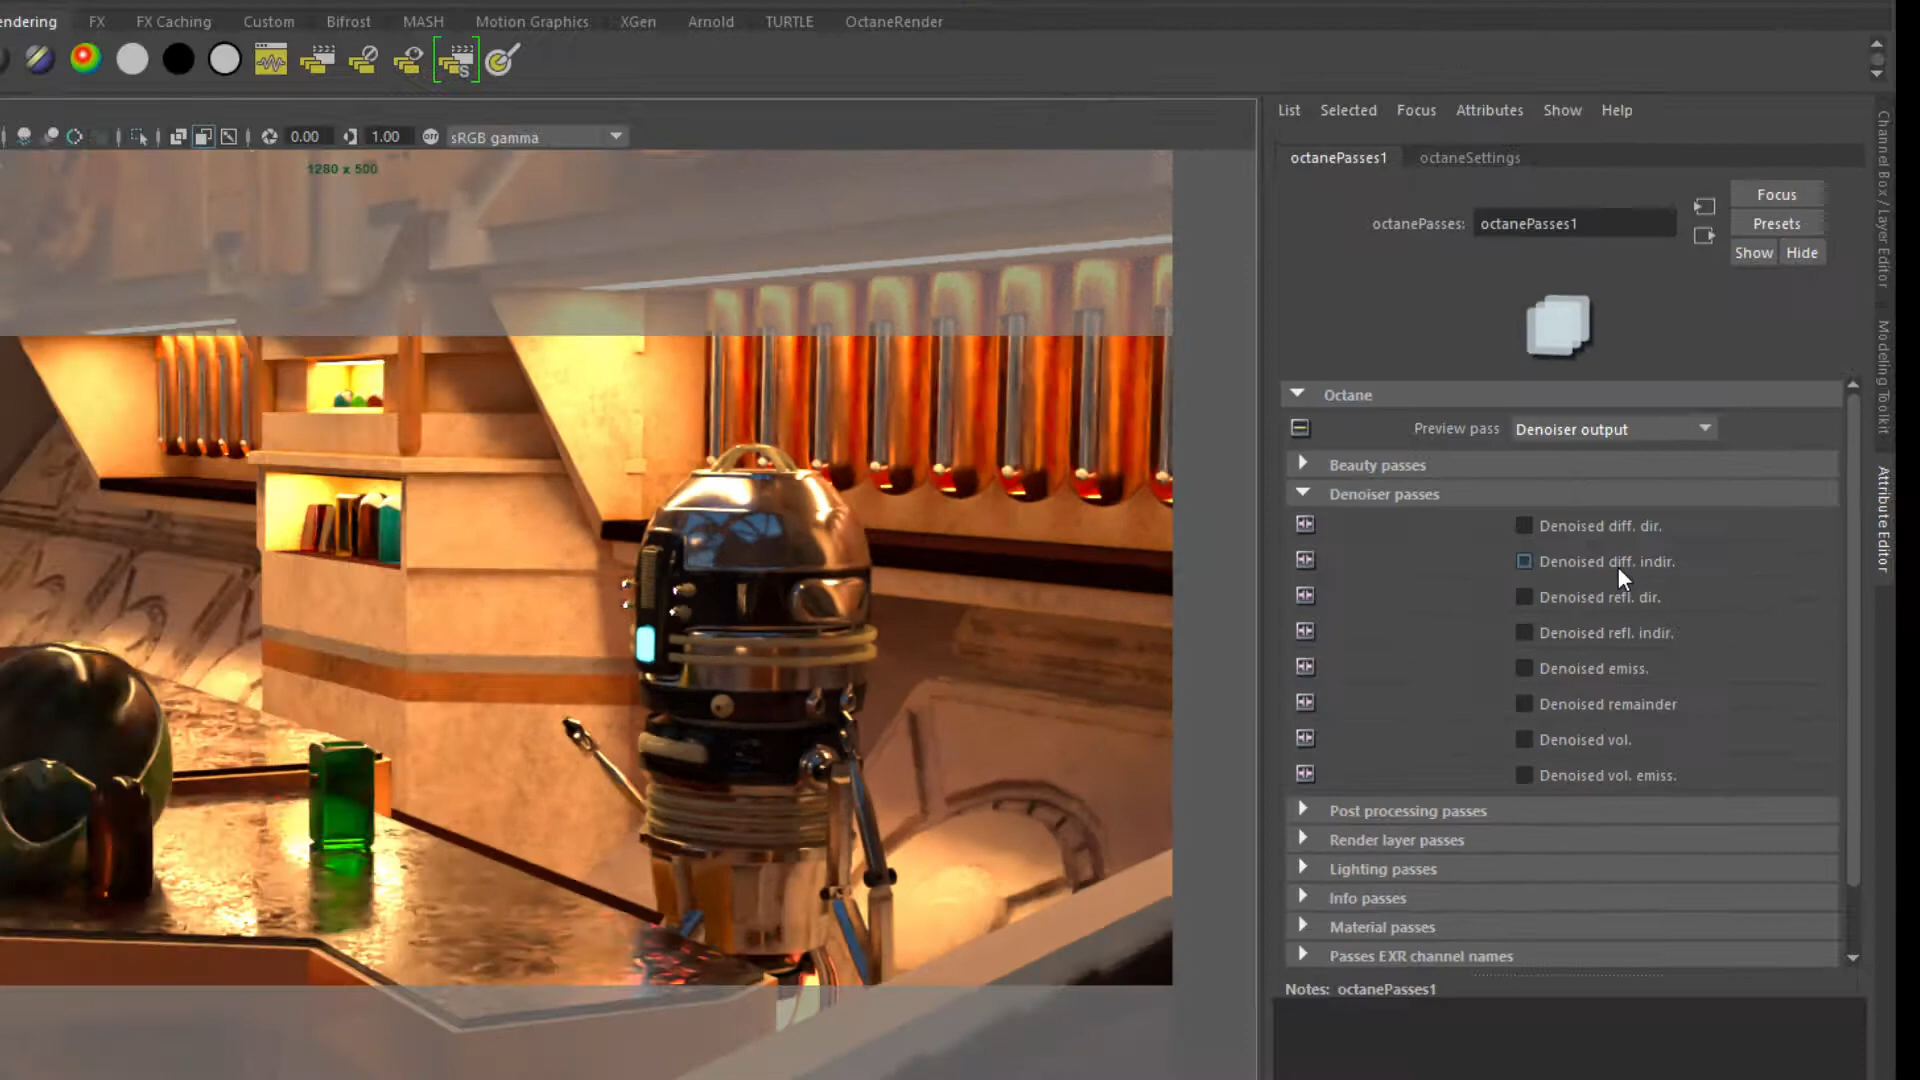 endering FX FX Caching Custom Bifrost MASH Motion Graphics XGen Arnold TURTLE OctaneRender
S
List Selected Focus Attributes Show Help
0.00 1.00 off sRGB gamma
octanePasses1 octaneSettings
1280 x 500
Focus
octanePasses: octanePasses1 Presets
Show Hide
Octane
Preview pass Denoiser output
Beauty passes
Denoiser passes
Denoised diff. dir.
Denoised diff. indir.
Denoised refl. dir.
Denoised refl. indir.
Denoised emiss.
Denoised remainder
Denoised vol.
Denoised vol. emiss.
Post processing passes
Render layer passes
Lighting passes
Info passes
Material passes
Passes EXR channel names
Notes: octanePasses1
Channel Box / Layer Editor
Modeling Toolkit
Attribute Editor